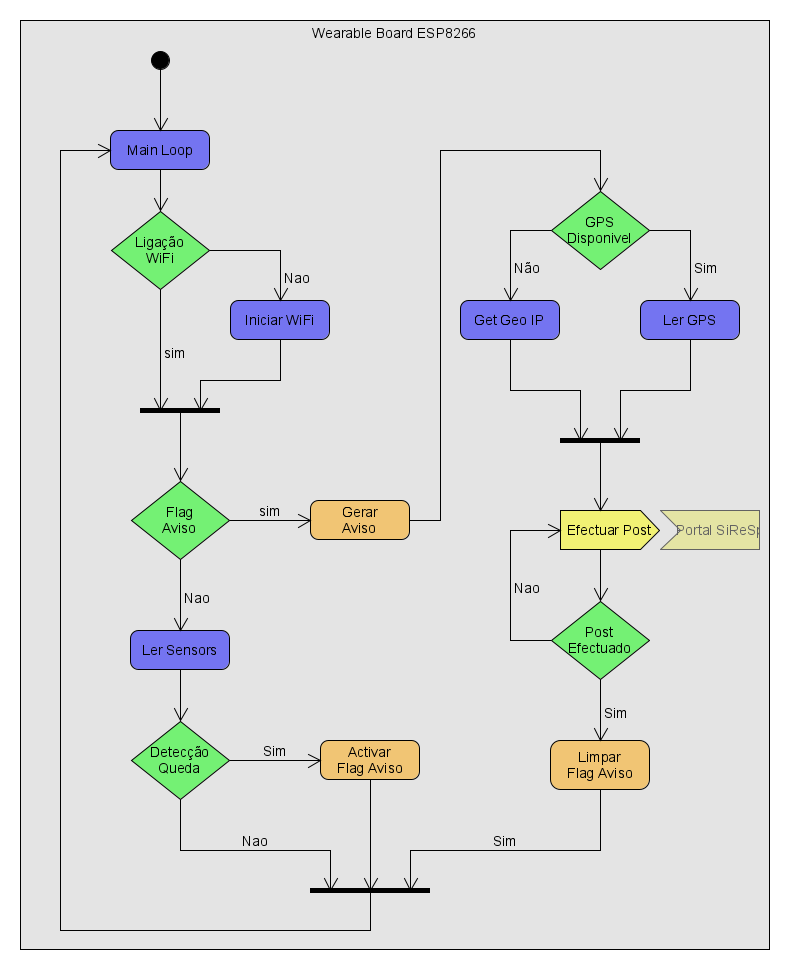 Wearable Board ESP8266
Main Loop
Ligação
WiFi
Nao
Iniciar WiFi
sim
Flag
Aviso
sim
Gerar
Aviso
Nao
Ler Sensors
Detecção
Queda
Sim
Activar
Flag Aviso
Nao
GPS
Disponivel
Não
Sim
Get Geo IP
Ler GPS
Efectuar Post
Portal SiReSp
Nao
Post
Efectuado
Sim
Limpar
Flag Aviso
Sim